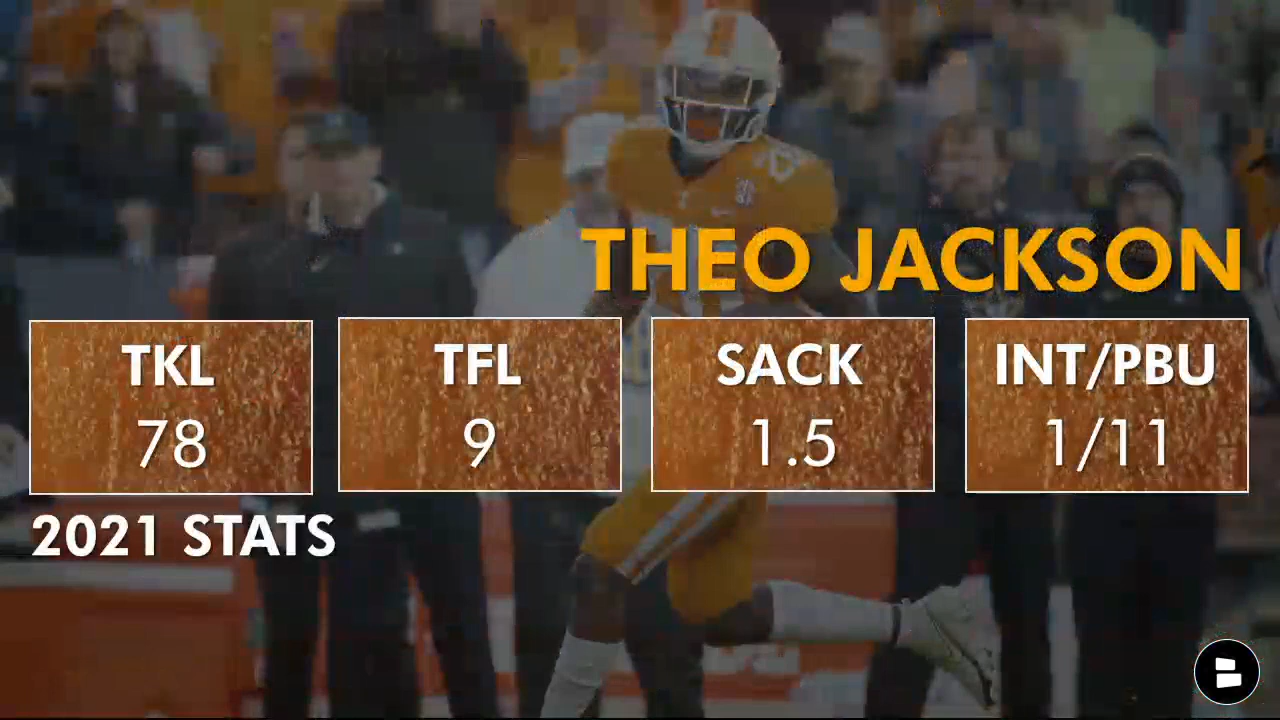 THEO JACKSON
TKL
78
TFL
9
SACK
1.5
INT/PBU
1/11
2021 STATS